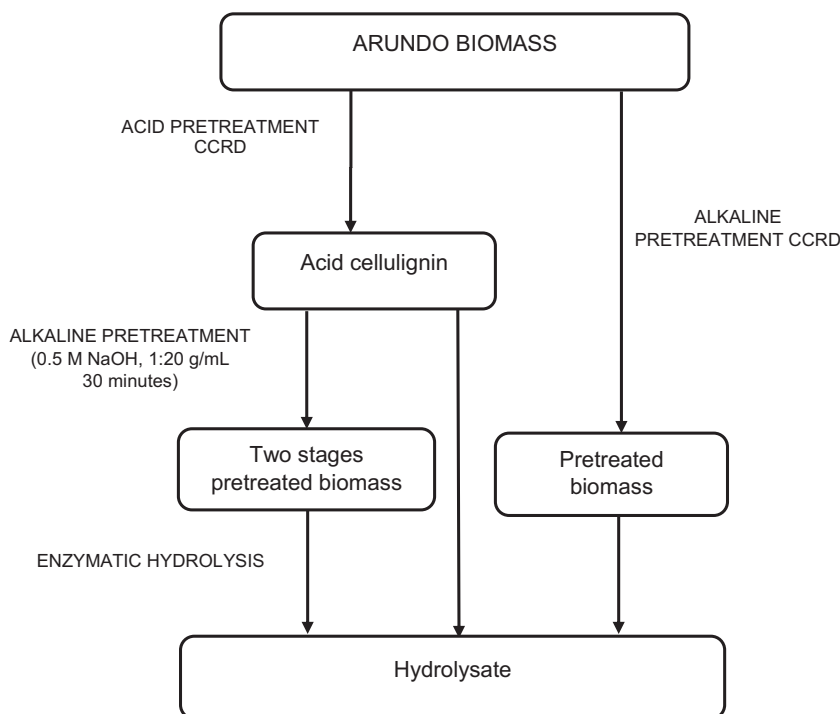 ARUNDO BIOMASS
ACID PRETREATMENT
CCRD
ALKALINE
PRETREATMENT CCRD
Acid cellulignin
ALKALINE PRETREATMENT
(0.5 M NaOH, 1:20 g/mL
30 minutes)
Two stages
pretreated biomass
Pretreated
biomass
ENZYMATIC HYDROLYSIS
Hydrolysate